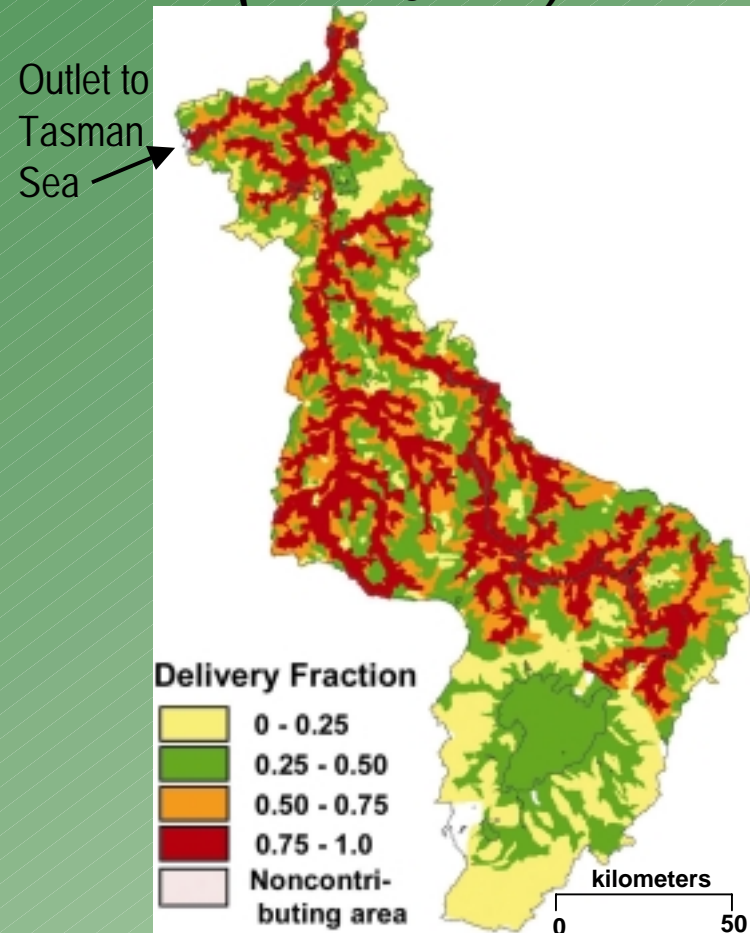 Outlet to
Tasman
Sea
Delivery Fraction
0 - 0.25
0.25 - 0.50
0.50 - 0.75
0.75 - 1.0
Noncontri-
buting area
kilometers
0 50